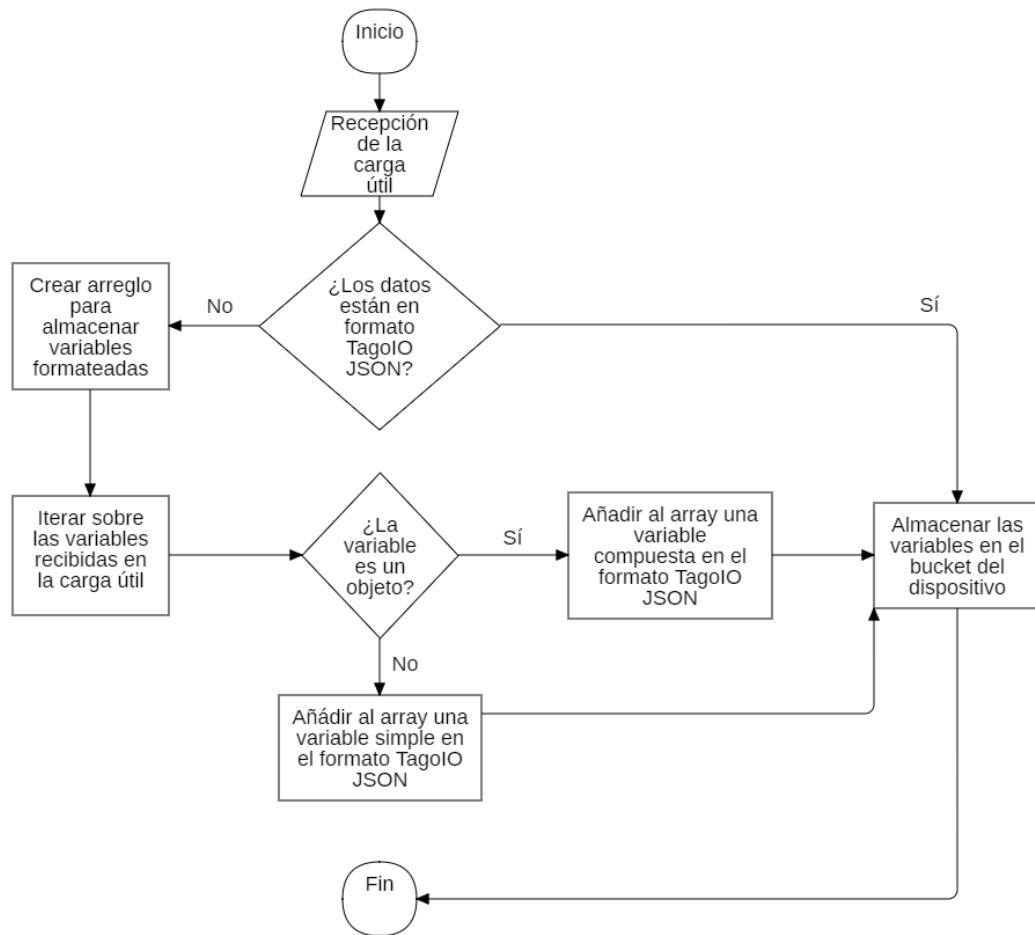 Inicio
Recepción
de la
carga
útil
¿Los datos
están en
formato
TagoIO
JSON?
No
Sí
Crear arreglo
para
almacenar
variables
formateadas
Iterar sobre
las variables
recibidas en
la carga útil
¿La
variable
es un
objeto?
Sí
No
Añadir al array una
variable
compuesta en el
formato TagoIO
JSON
Almacenar las
variables en el
bucket del
dispositivo
Añádir al array una
variable simple en
el formato TagoIO
JSON
Fin